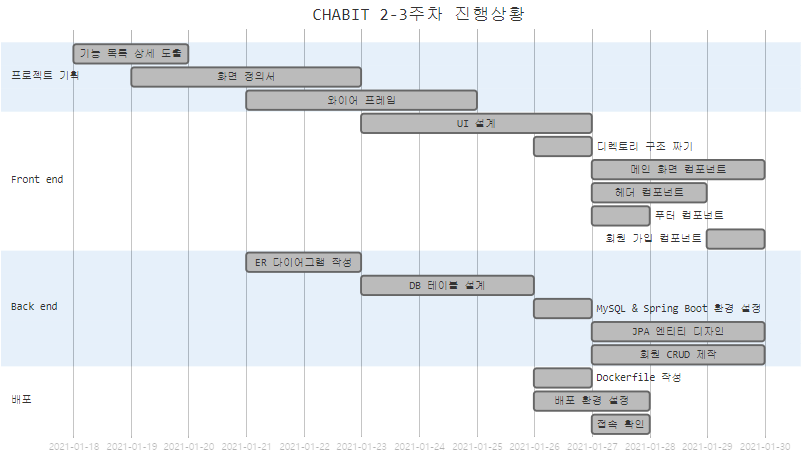 CHABIT 2-3주차 진행상황
프로젝트 기획
기능 목록 상세 도출
화면 정의서
와이어 프레임
Front end
UI 설계
디렉토리 구조 짜기
메인 화면 컴포넌트
헤더 컴포넌트
푸터 컴포넌트
회원 가입 컴포넌트
Back end
ER 다이어그램 작성
DB 테이블 설계
MySQL & Spring Boot 환경 설정
JPA 엔티티 디자인
회원 CRUD 제작
배포
Dockerfile 작성
배포 환경 설정
접속 확인
2021-01-18 2021-01-19 2021-01-20 2021-01-21 2021-01-22 2021-01-23 2021-01-24 2021-01-25 2021-01-26 2021-01-27 2021-01-28 2021-01-29 2021-01-30